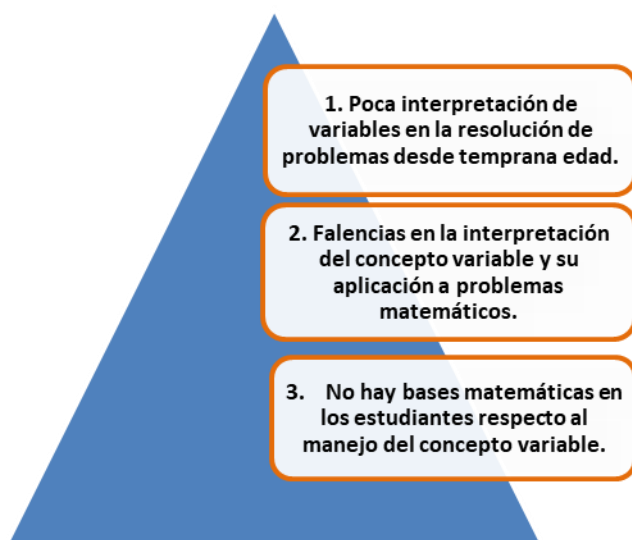 1. Poca interpretación de
variables en la resolución de
problemas desde temprana edad.
2. Falencias en la interpretación
del concepto variable y su
aplicación a problemas
matemáticos.
3. No hay bases matemáticas en
los estudiantes respecto al
manejo del concepto variable.